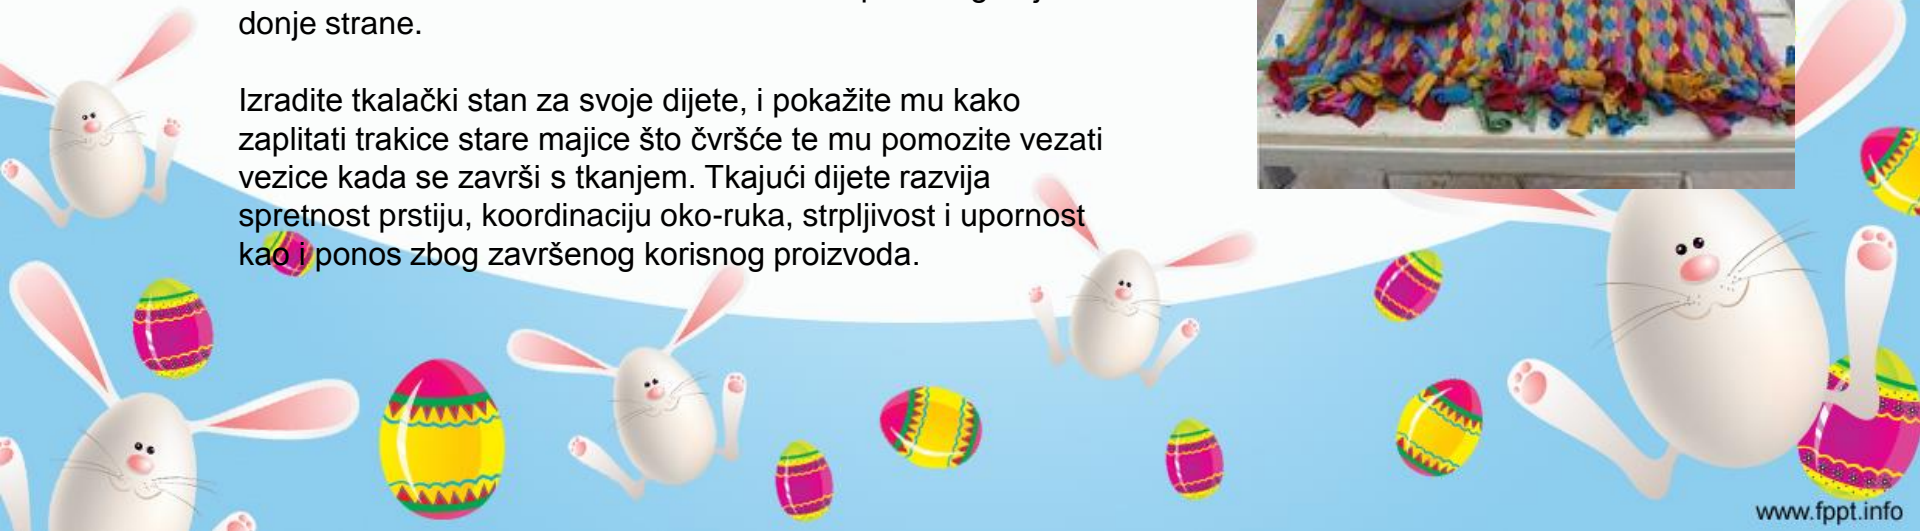 donje strane.
Izradite tkalački stan za svoje dijete, i pokažite mu kako
zaplitati trakice stare majice što čvršće te mu pomozite vezati
vezice kada se završi s tkanjem. Tkajući dijete razvija
spretnost prstiju, koordinaciju oko-ruka, strpljivost i upornost
kao i ponos zbog završenog korisnog proizvoda.
www.fppt.info